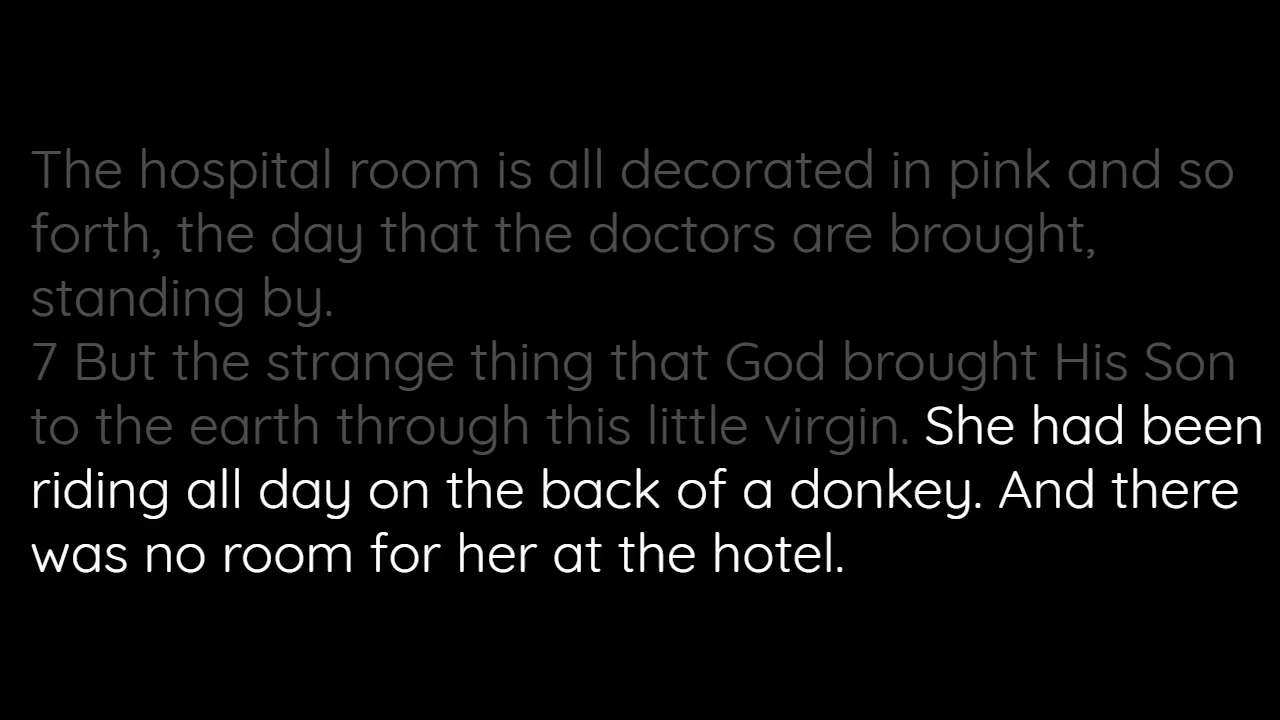 The hospital room is all decorated in pink and so
forth, the day that the doctors are brought,
standing by.
7 But the strange thing that God brought His Son
to the earth through this little virgin. She had been
riding all day on the back of a donkey. And there
was no room for her at the hotel.